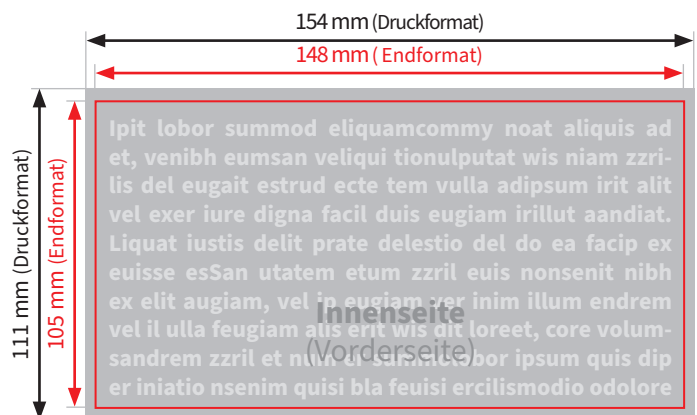 154 mm (Druckformat)
148 mm ( Endformat)
111 mm (Druckformat)
105 mm (Endformat)
Ipit lobor summod eliquamcommy noat aliquis ad
et, venibh eumsan veliqui tionulputat wis niam zzri-
lis del eugait estrud ecte tem vulla adipsum irit alit
vel exer iure digna facil duis eugiam irillut aandiat.
Liquat iustis delit prate delestio del do ea facip ex
euisse esSan utatem etum zzril euis nonsenit nibh
ex elit augiam, vel ip eugiam, inim illum endrem
Innenseite
vel il ulla feugiam alis erit wis dit loreet, core volum-
(Vorderseite)
sandrem zzril et ipsum quis dip
er iniatio nsenim quisi bla feuisi ercilismodio odolore